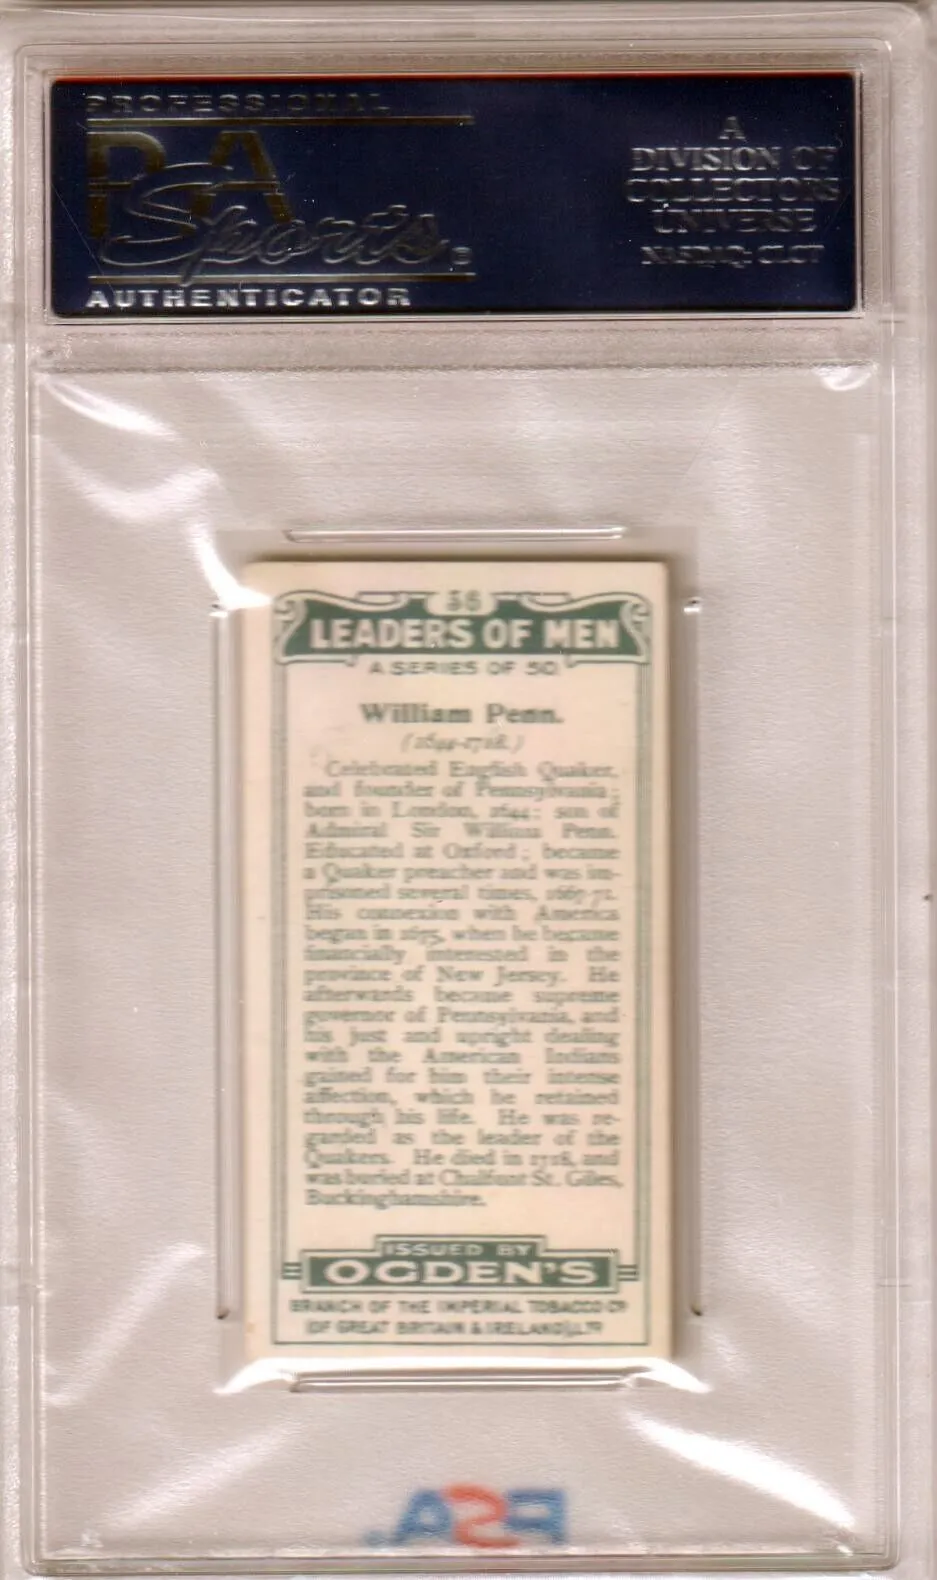 PROFESSIONAL
PSA
Sports
AUTHENTICATOR
A
DIVISION OF
COLLECTORS
UNIVERSE
NASDAQ: CLCT
36
LEADERS OF MEN
A SERIES OF 50
William Penn.
(1644-1718.)
Celebrated English Quaker,
and founder of Pennsylvania;
born in London, 1644: son of
Admiral Sir William Penn.
Educated at Oxford; became
a Quaker preacher and was im-
prisoned several times, 1667-71.
His connexion with America
began in 1675, when he became
financially interested in the
province of New Jersey. He
afterwards became supreme
governor of Pennsylvania, and
his just and upright dealing
with the American Indians
gained for him their intense
affection, which he retained
through his life. He was re-
garded as the leader of the
Quakers. He died in 1718, and
was buried at Chalfont St. Giles,
Buckinghamshire.
ISSUED BY
OGDEN'S
BRANCH OF THE IMPERIAL TOBACCO CO
(OF GREAT BRITAIN & IRELAND), LTD
PSA